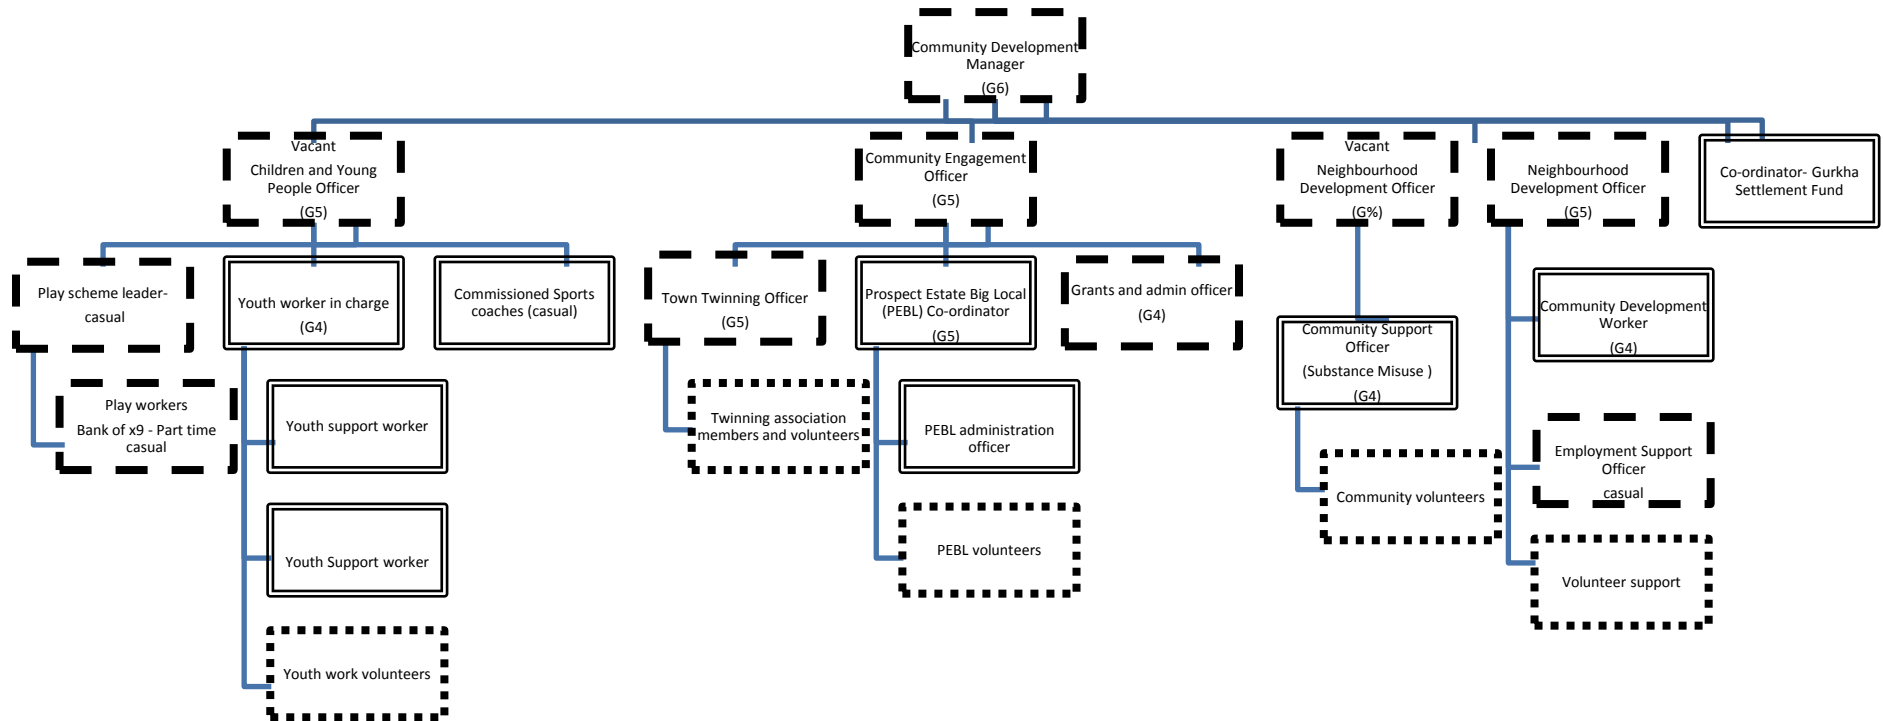 Community Development
Manager
(G6)
Vacant
Children and Young
People Officer
(G5)
Community Engagement
Officer
(G5)
Vacant
Neighbourhood
Development Officer
(G%)
Neighbourhood
Development Officer
(G5)
Co-ordinator- Gurkha
Settlement Fund
Play scheme leader-
casual
Youth worker in charge
(G4)
Commissioned Sports
coaches (casual)
Town Twinning Officer
(G5)
Prospect Estate Big Local
(PEBL) Co-ordinator
(G5)
Grants and admin officer
(G4)
Community Support
Officer
(Substance Misuse )
(G4)
Community Development
Worker
(G4)
Play workers
Bank of x9 - Part time
casual
Youth support worker
Twinning association
members and volunteers
PEBL administration
officer
Community volunteers
Employment Support
Officer
casual
Youth Support worker
PEBL volunteers
Volunteer support
Youth work volunteers